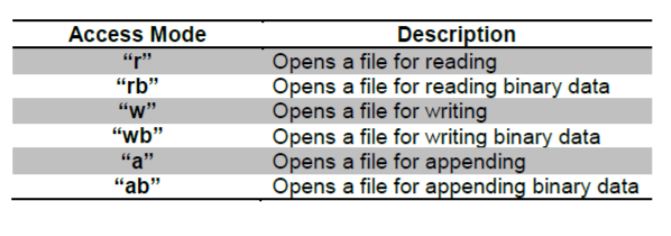 Access Mode Description
“r” Opens a file for reading
“rb” Opens a file for reading binary data
“w” Opens a file for writing
“wb” Opens a file for writing binary data
“a” Opens a file for appending
“ab” Opens a file for appending binary data